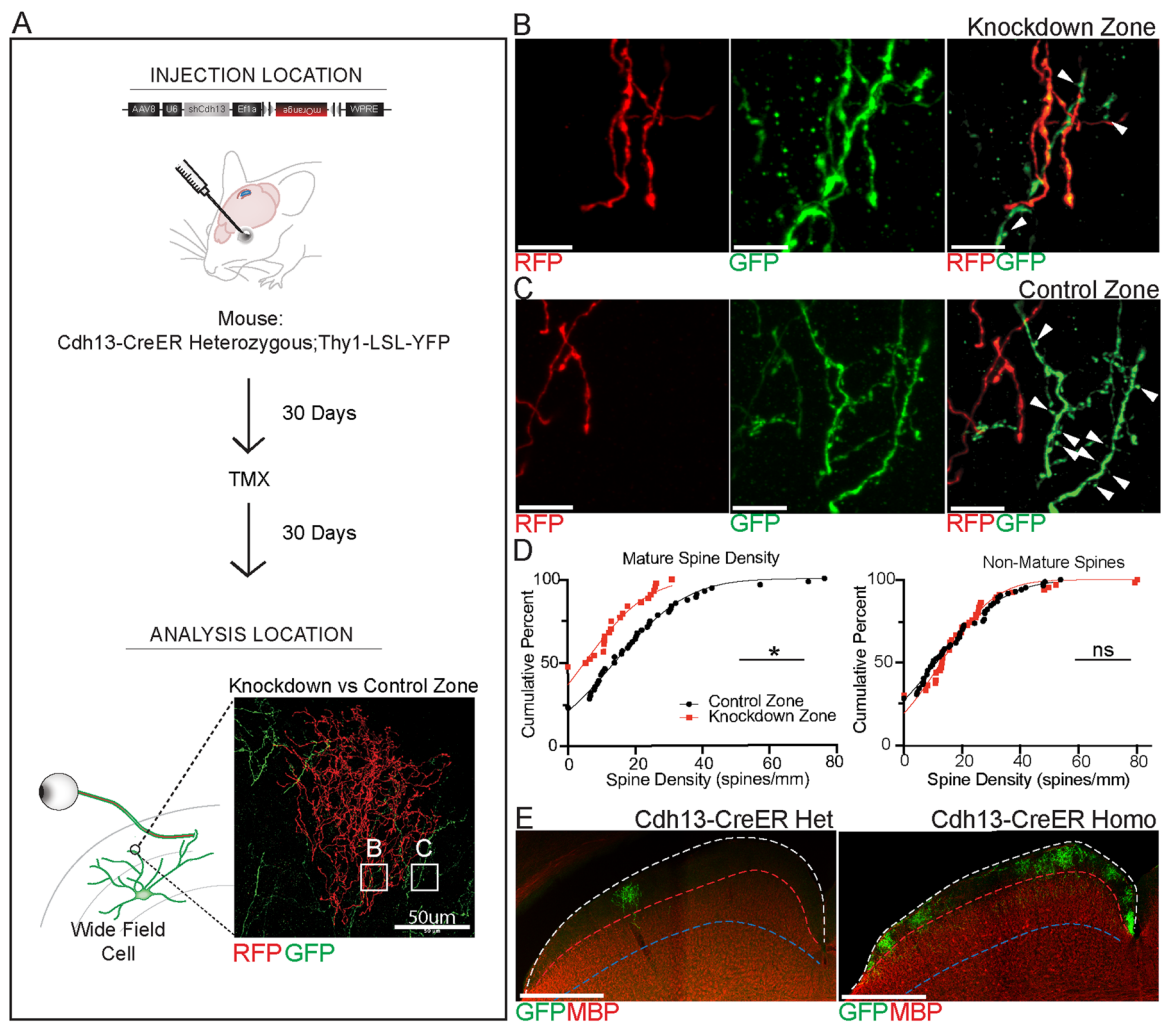 A
INJECTION LOCATION
AAV8 U6 shCdh13 Ef1a mOrange WPRE
Mouse:
Cdh13-CreER Heterozygous;Thy1-LSL-YFP
30 Days
TMX
30 Days
ANALYSIS LOCATION
Knockdown vs Control Zone
B C
50um
50 um
Wide Field
Cell
RFP GFP
B
Knockdown Zone
RFP
GFP
RFP GFP
C
Control Zone
RFP
GFP
RFP GFP
D
Mature Spine Density
Cumulative Percent
100
50
0
0 20 40 60 80
Spine Density (spines/mm)
*
Control Zone
Knockdown Zone
Non-Mature Spines
Cumulative Percent
100
50
0
0 20 40 60 80
Spine Density (spines/mm)
ns
E
Cdh13-CreER Het
GFP MBP
Cdh13-CreER Homo
GFP MBP